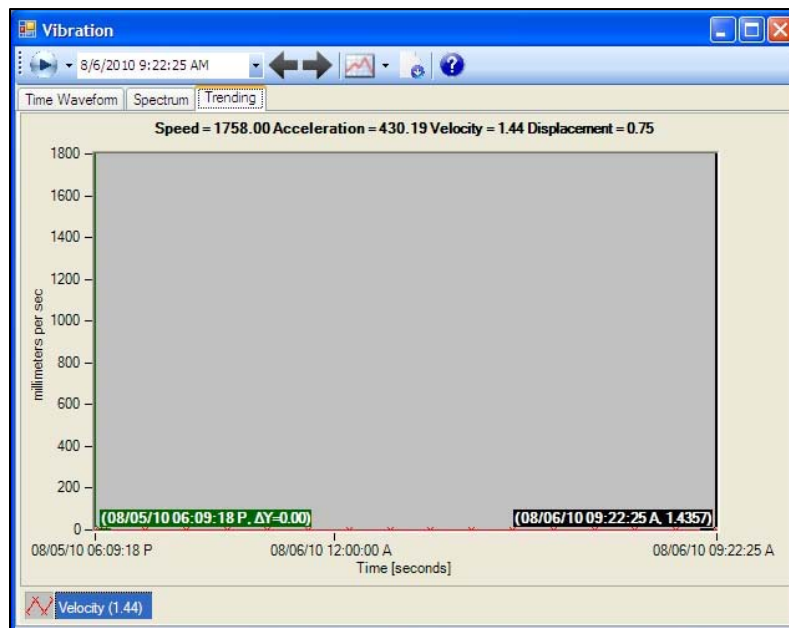 Vibration
8/6/2010 9:22:25 AM
Time Waveform Spectrum Trending
Speed = 1758.00 Acceleration = 430.19 Velocity = 1.44 Displacement = 0.75
1800
1600
1400
1200
1000
800
600
400
200
0
millimeters per sec
(08/05/10 06:09:18 P, ΔY=0.00) (08/06/10 09:22:25 A, 1.4357)
08/05/10 06:09:18 P 08/06/10 12:00:00 A 08/06/10 09:22:25 A
Time [seconds]
Velocity (1.44)